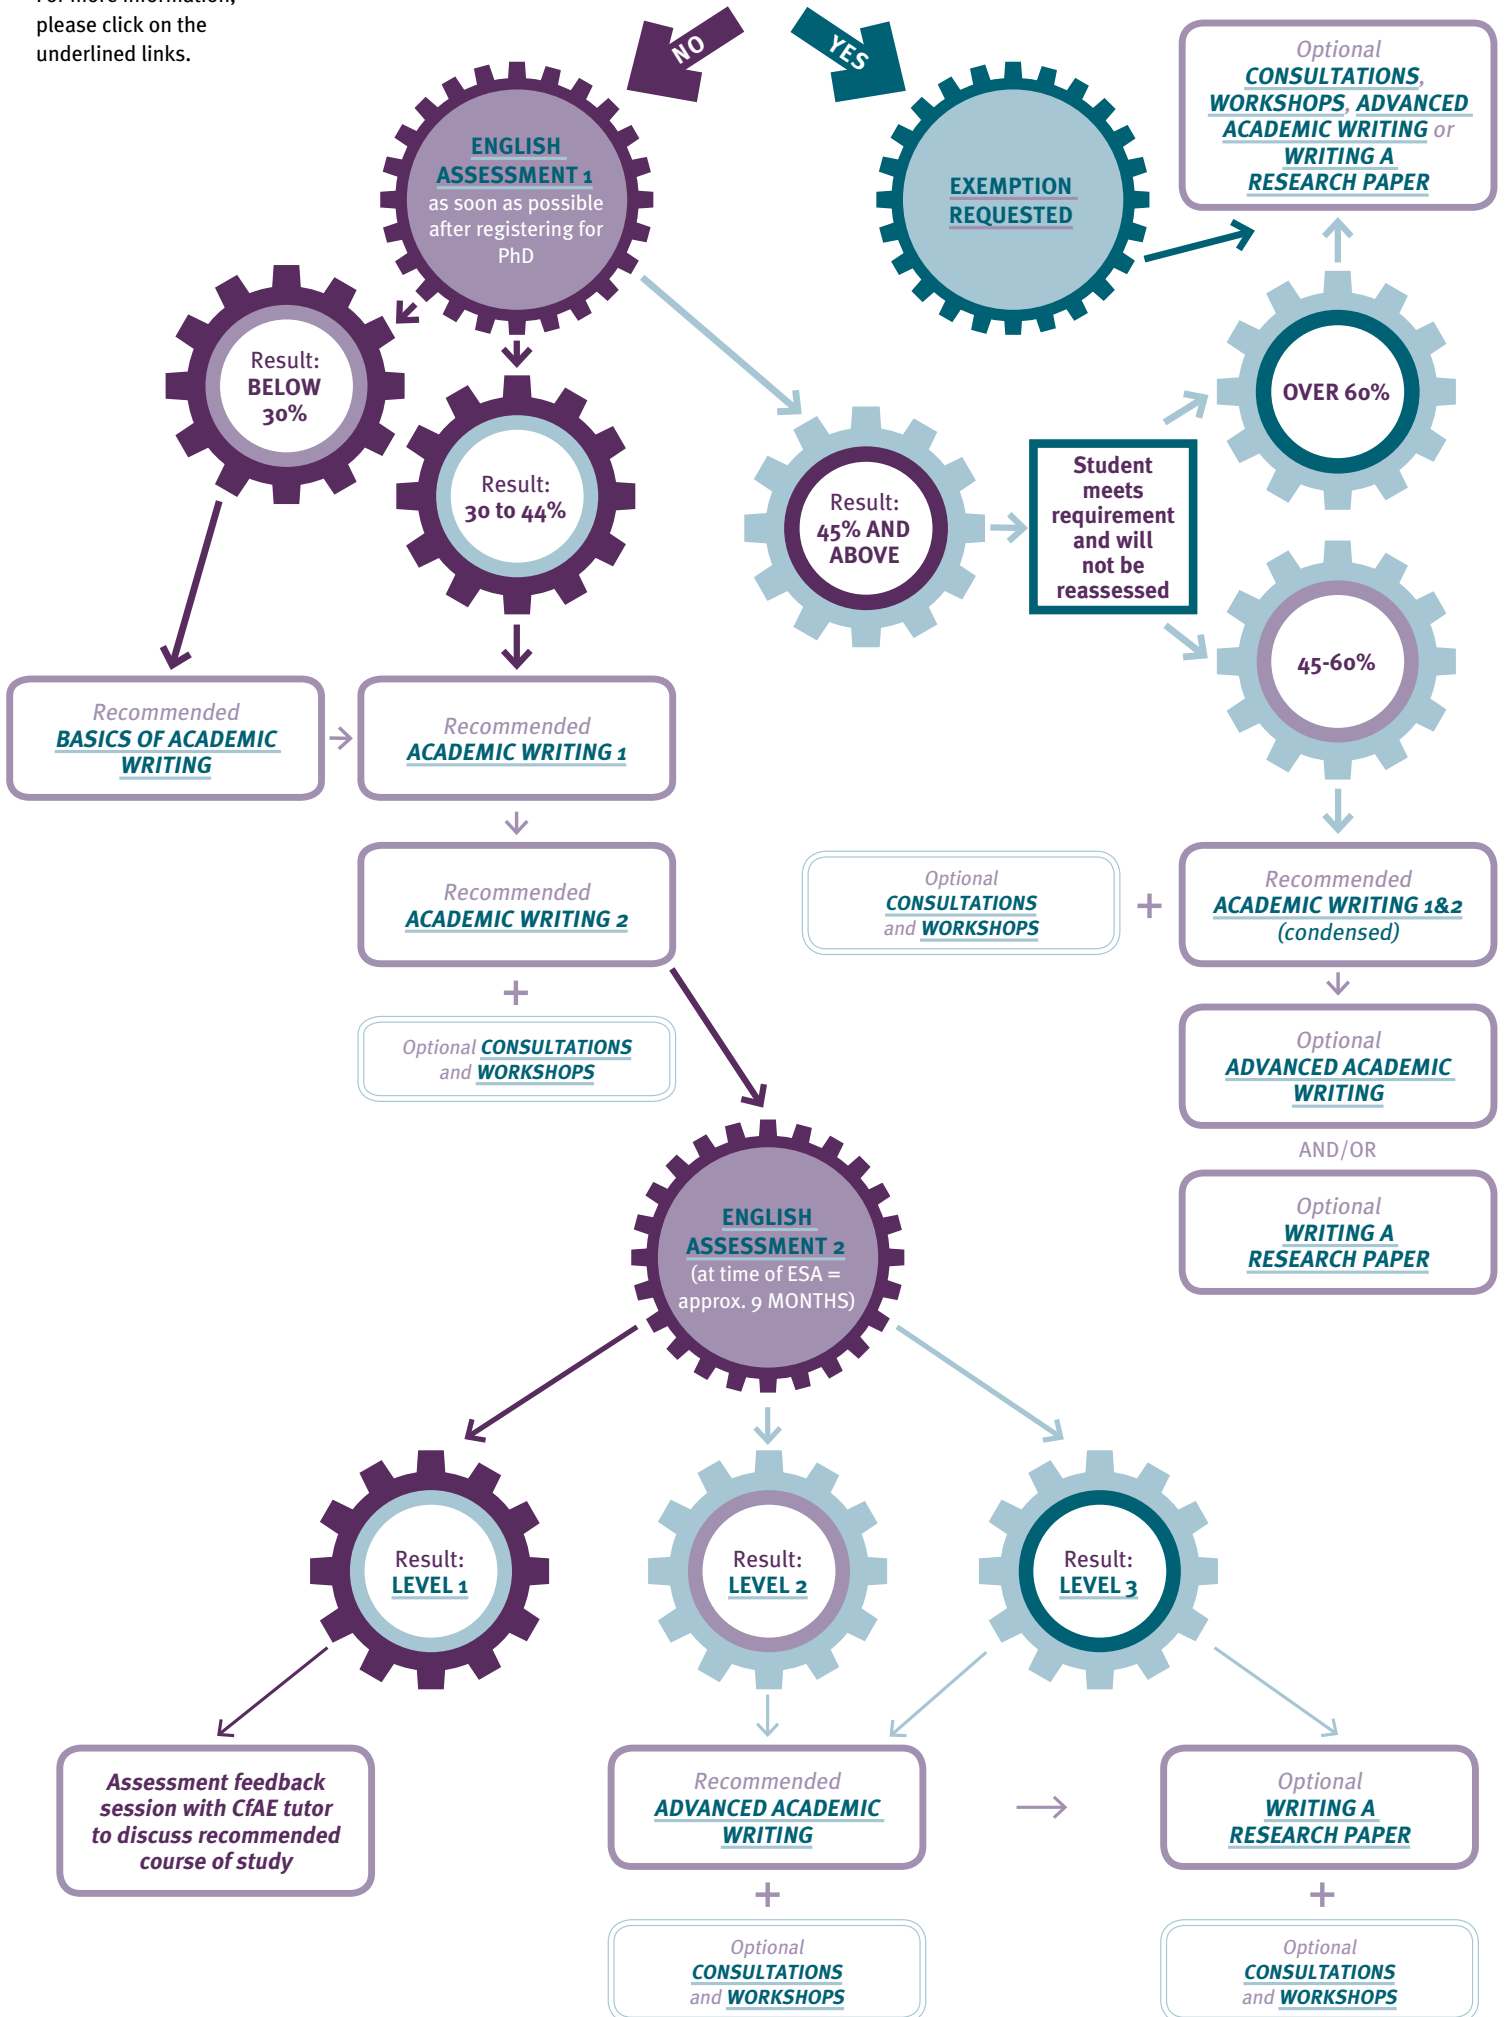 For more information,
please click on the
underlined links.
NO
YES
ENGLISH
ASSESSMENT 1
as soon as possible
after registering for
PhD
EXEMPTION
REQUESTED
Optional
CONSULTATIONS,
WORKSHOPS, ADVANCED
ACADEMIC WRITING or
WRITING A
RESEARCH PAPER
Result:
BELOW
30%
Result:
30 to 44%
Result:
45% AND
ABOVE
Student
meets
requirement
and will
not be
reassessed
OVER 60%
45-60%
Recommended
BASICS OF ACADEMIC
WRITING
Recommended
ACADEMIC WRITING 1
Recommended
ACADEMIC WRITING 2
+
Optional CONSULTATIONS
and WORKSHOPS
Optional
CONSULTATIONS
and WORKSHOPS
+
Recommended
ACADEMIC WRITING 1&2
(condensed)
Optional
ADVANCED ACADEMIC
WRITING
AND/OR
Optional
WRITING A
RESEARCH PAPER
ENGLISH
ASSESSMENT 2
(at time of ESA =
approx. 9 MONTHS)
Result:
LEVEL 1
Result:
LEVEL 2
Result:
LEVEL 3
Assessment feedback
session with CfAE tutor
to discuss recommended
course of study
Recommended
ADVANCED ACADEMIC
WRITING
+
Optional
CONSULTATIONS
and WORKSHOPS
Optional
WRITING A
RESEARCH PAPER
+
Optional
CONSULTATIONS
and WORKSHOPS